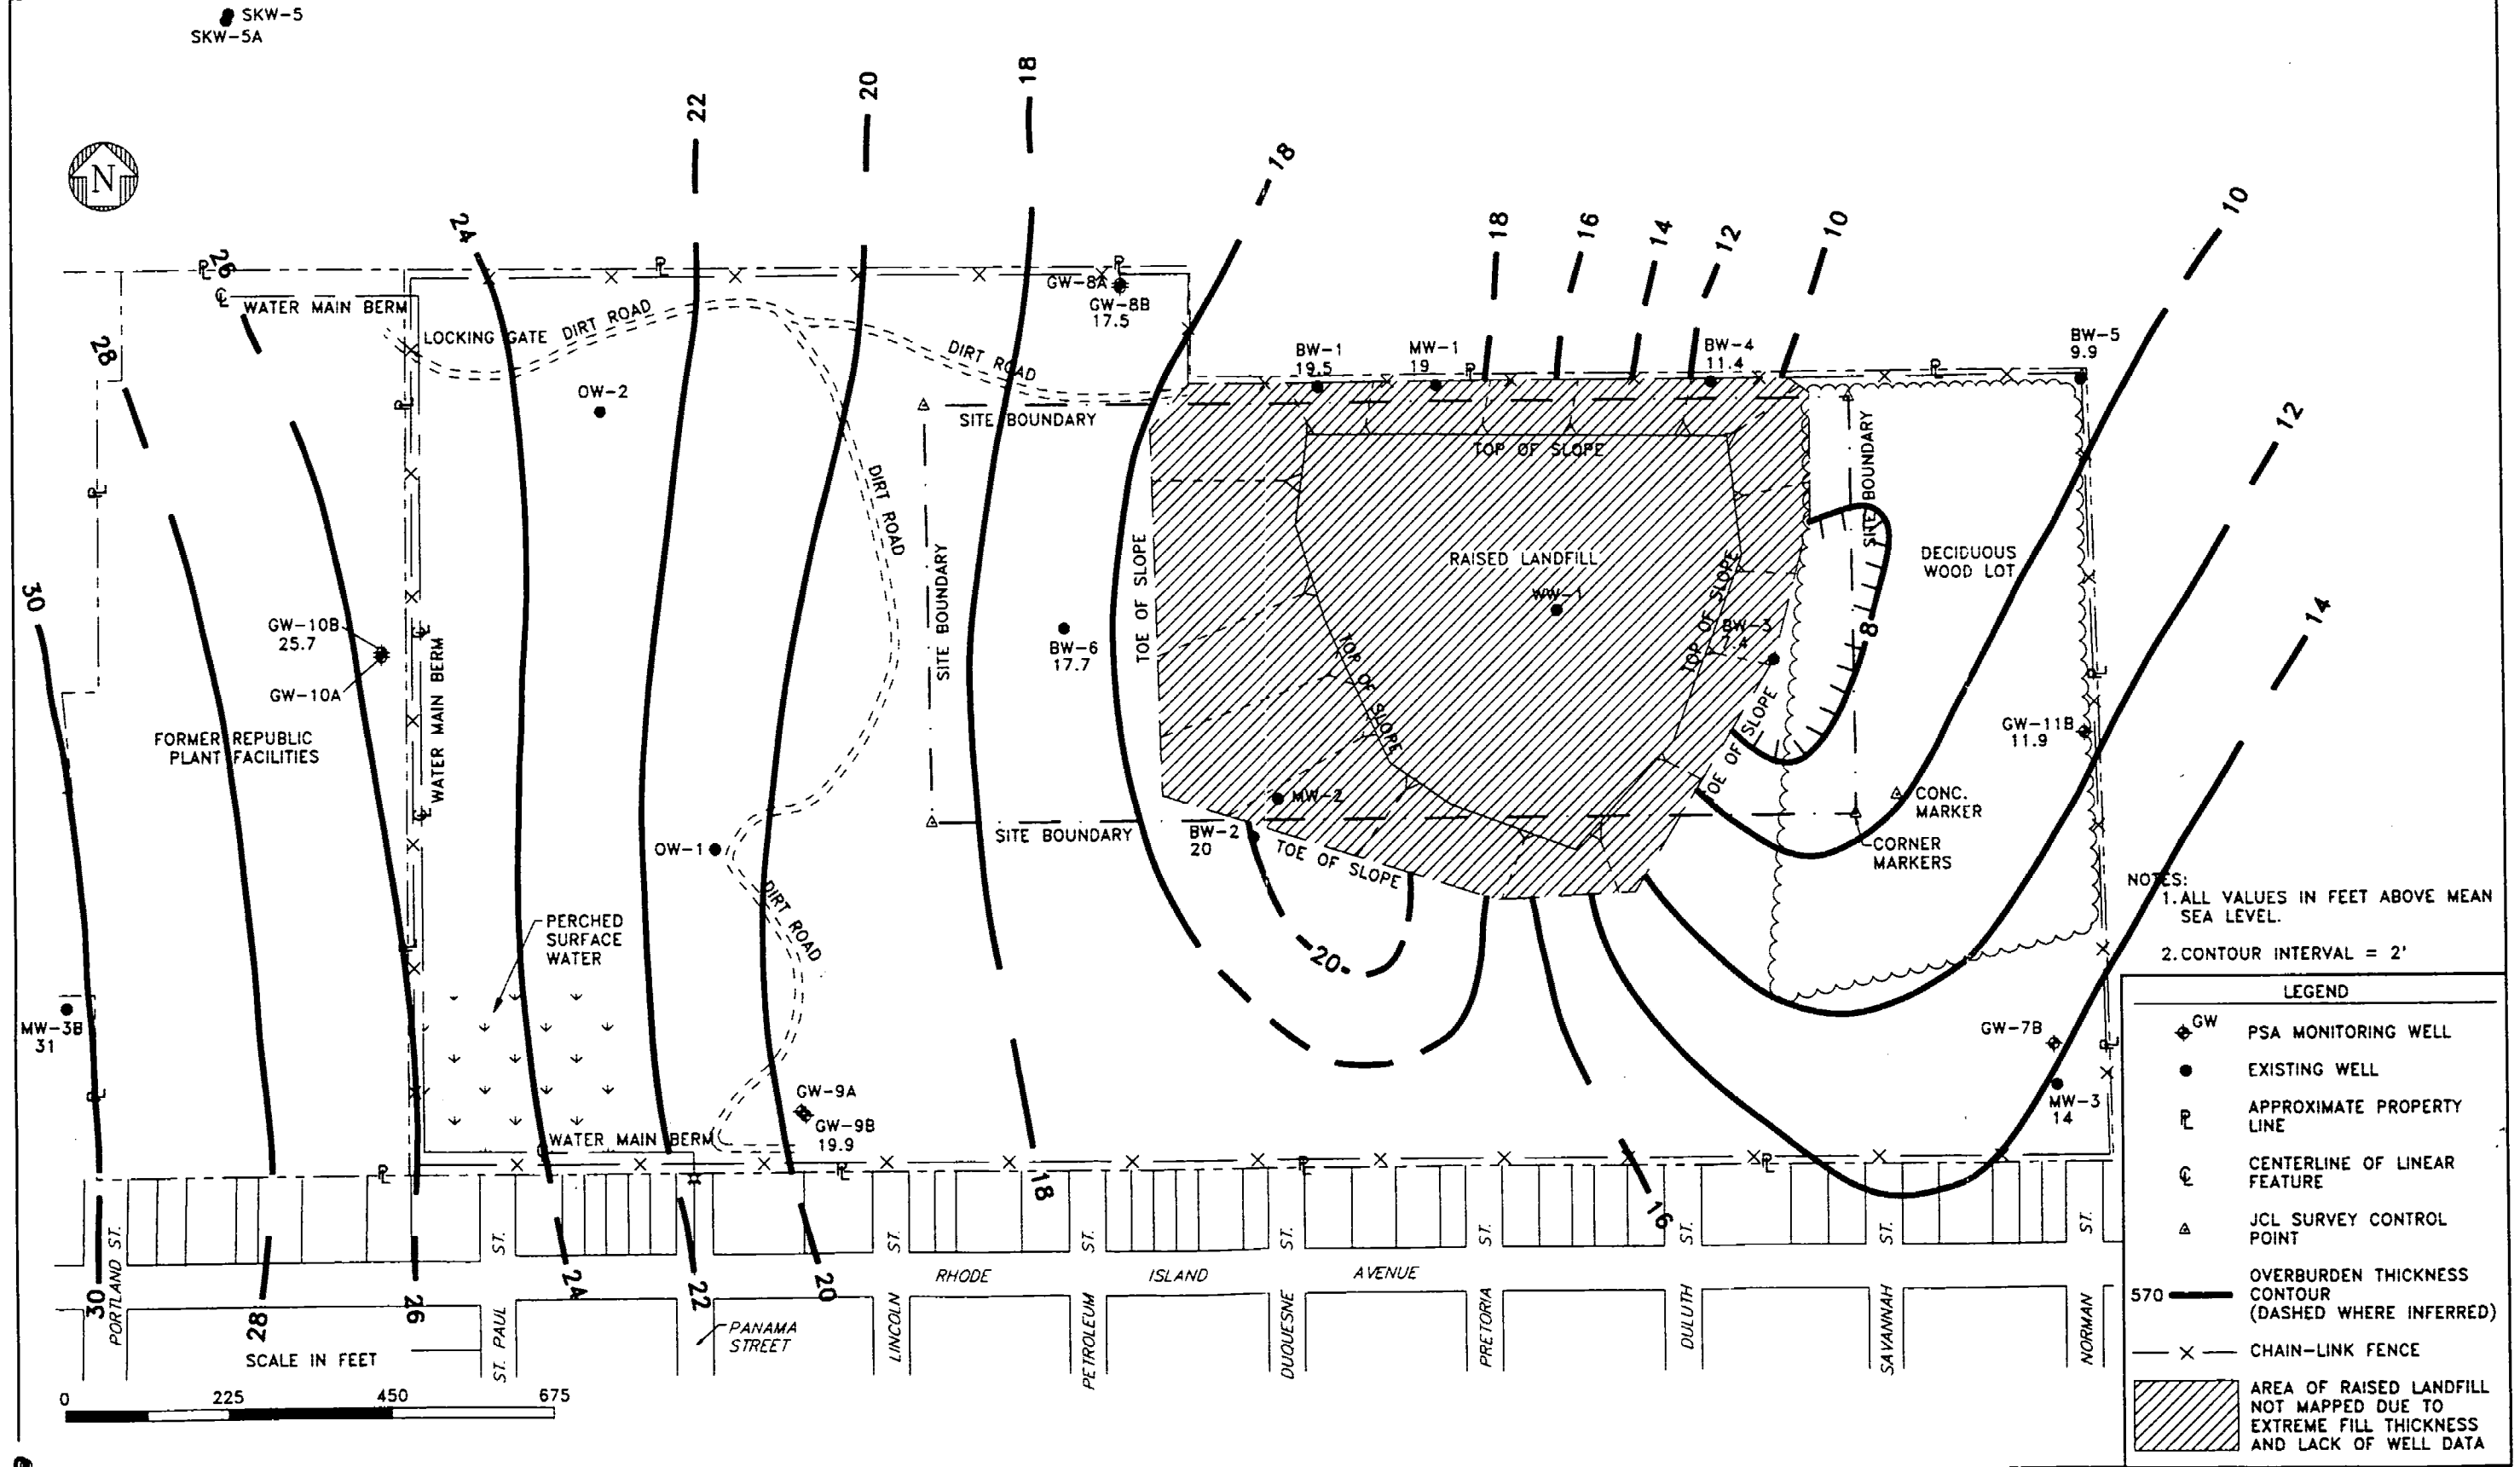 SKW-5
SKW-5A
N
18
20
22
18
24
26
28
30
18
16
14
12
10
10
12
14
WATER MAIN BERM
LOCKING GATE
DIRT ROAD
GW-8A
GW-8B
17.5
DIRT ROAD
OW-2
SITE BOUNDARY
BW-1
19.5
MW-1
19
BW-4
11.4
BW-5
9.9
TOP OF SLOPE
SITE BOUNDARY
DIRT ROAD
DECIDUOUS
WOOD LOT
RAISED LANDFILL
WW-1
TOE OF SLOPE
SITE BOUNDARY
TOP OF SLOPE
TOP OF SLOPE
BW-3
7.4
8
GW-10B
25.7
GW-10A
BW-6
17.7
WATER MAIN BERM
FORMER REPUBLIC
PLANT FACILITIES
TOE OF SLOPE
GW-11B
11.9
MW-2
CONC.
MARKER
SITE BOUNDARY
BW-2
20
TOE OF SLOPE
CORNER
MARKERS
OW-1
DIRT ROAD
PERCHED
SURFACE
WATER
20
NOTES:
1. ALL VALUES IN FEET ABOVE MEAN
SEA LEVEL.
2. CONTOUR INTERVAL = 2'
MW-3B
31
GW-7B
MW-3
14
GW-9A
GW-9B
19.9
WATER MAIN BERM
18
16
30
28
26
24
22
20
RHODE ISLAND AVENUE
PORTLAND ST.
ST. PAUL ST.
PANAMA
STREET
LINCOLN ST.
PETROLEUM ST.
DUQUESNE ST.
PRETORIA ST.
DULUTH ST.
SAVANNAH ST.
NORMAN ST.
SCALE IN FEET
0 225 450 675
LEGEND
GW PSA MONITORING WELL
EXISTING WELL
APPROXIMATE PROPERTY
LINE
CENTERLINE OF LINEAR
FEATURE
JCL SURVEY CONTROL
POINT
570 OVERBURDEN THICKNESS
CONTOUR
(DASHED WHERE INFERRED)
X CHAIN-LINK FENCE
AREA OF RAISED LANDFILL
NOT MAPPED DUE TO
EXTREME FILL THICKNESS
AND LACK OF WELL DATA